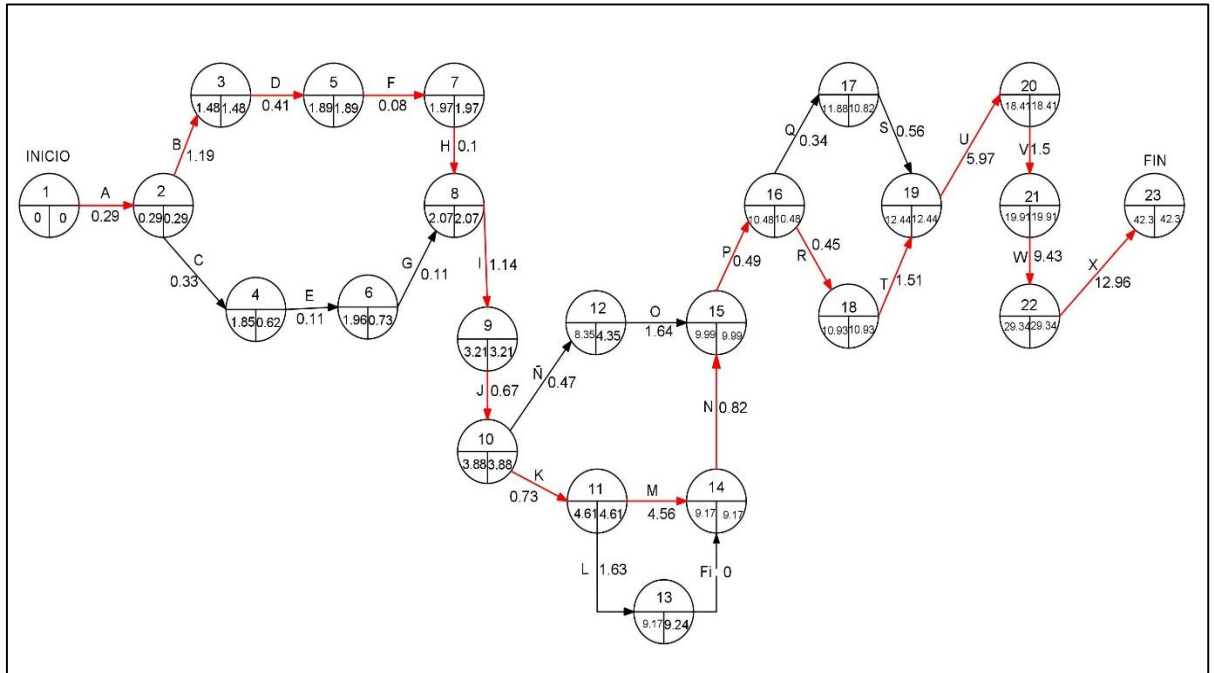 INICIO
1
0 0
A
0.29
2
0.29 0.29
B
1.19
3
1.48 1.48
D
0.41
5
1.89 1.89
F
0.08
7
1.97 1.97
H 0.1
8
2.07 2.07
C
0.33
4
1.85 0.62
E
0.11
6
1.96 0.73
G
0.11
I 1.14
9
3.21 3.21
J 0.67
10
3.88 3.88
Ñ
0.47
12
8.35 4.35
O
1.64
15
9.99 9.99
K
0.73
11
4.61 4.61
M
4.56
14
9.17 9.17
N 0.82
L 1.63
13
9.17 9.24
Fi 0
P
0.49
16
10.48 10.48
Q
0.34
17
11.88 10.82
S 0.56
R
0.45
18
10.93 10.93
T 1.51
19
12.44 12.44
U
5.97
20
18.41 18.41
V 1.5
21
19.91 19.91
W 9.43
22
29.34 29.34
X
12.96
FIN
23
42.3 42.3